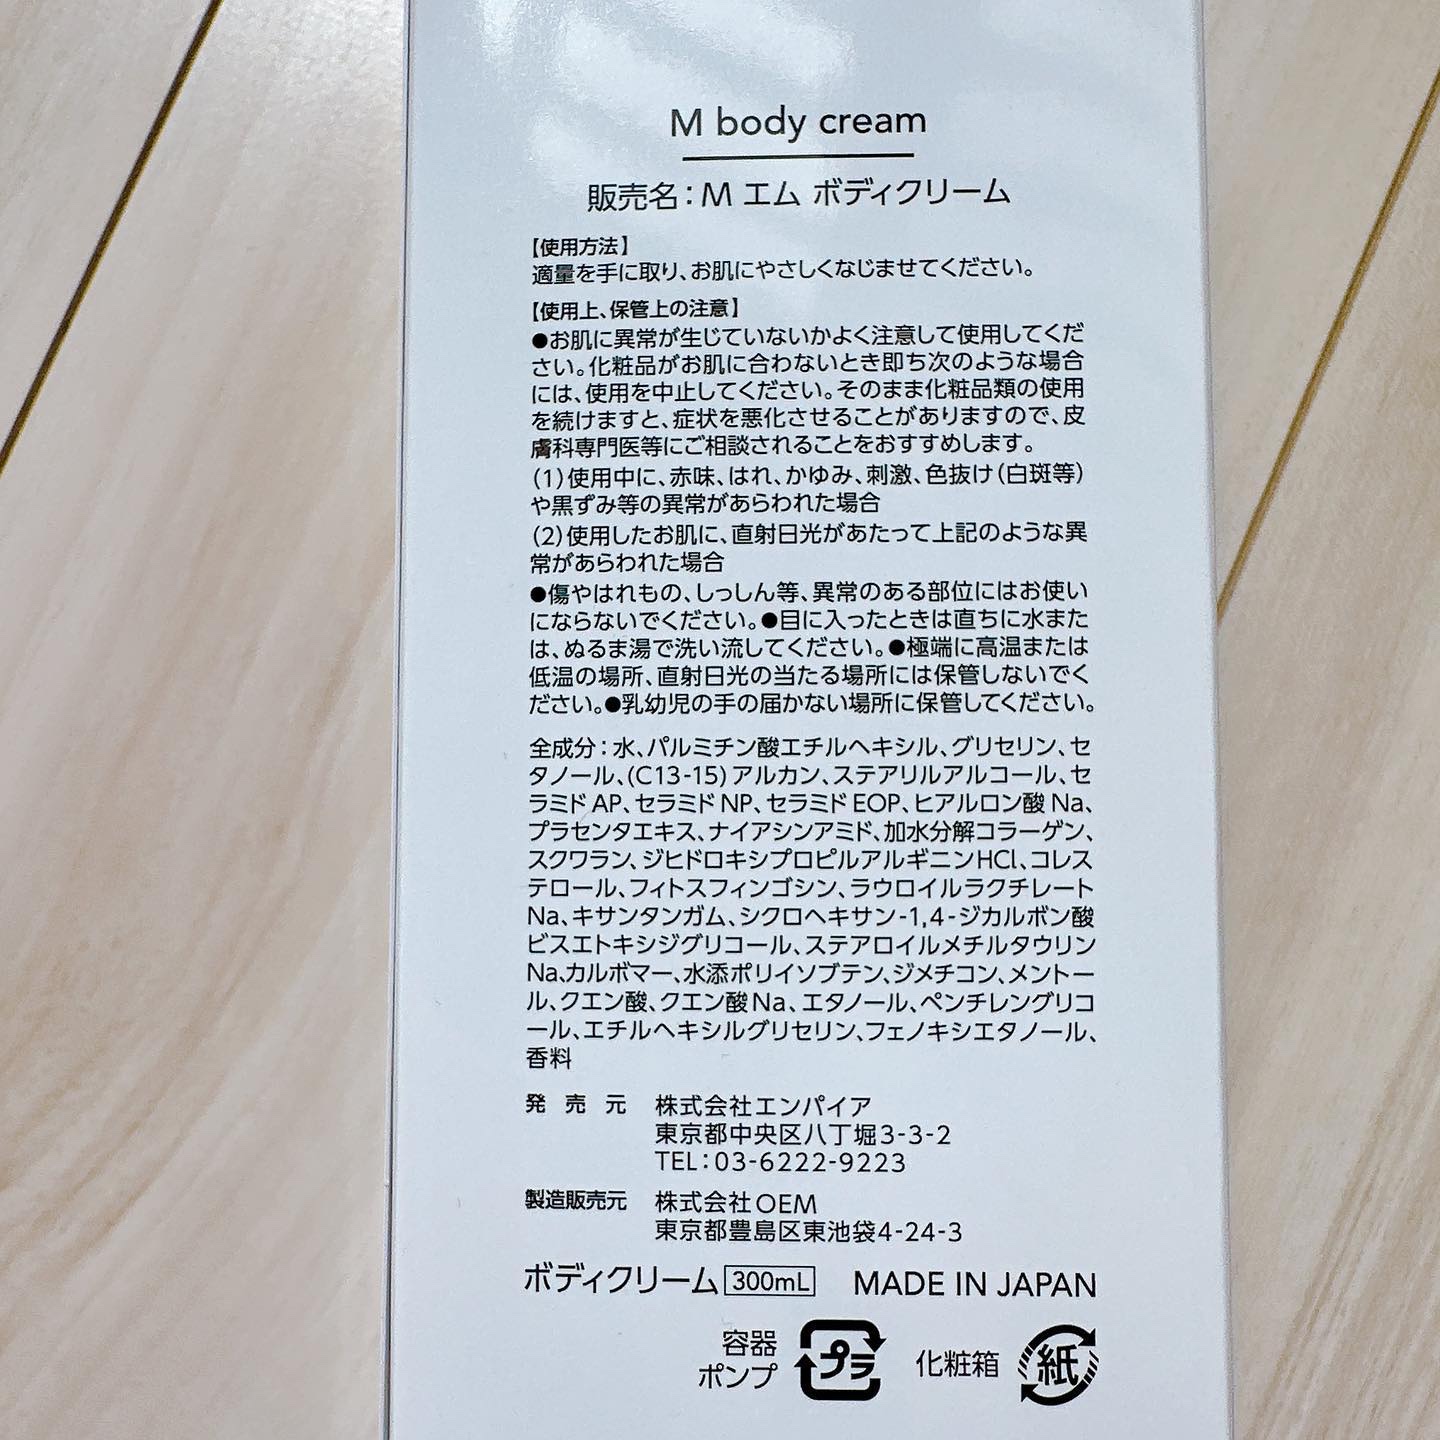 M body cream
販売名：M エム ボディクリーム
【使用方法】
適量を手に取り、お肌にやさしくなじませてください。
【使用上、保管上の注意】
●お肌に異常が生じていないかよく注意して使用してくだ
さい。化粧品がお肌に合わないとき即ち次のような場合
には、使用を中止してください。そのまま化粧品類の使用
を続けますと、症状を悪化させることがありますので、皮
膚科専門医等にご相談されることをおすすめします。
(1)使用中に、赤味、はれ、かゆみ、刺激、色抜け(白斑等)
や黒ずみ等の異常があらわれた場合
(2)使用したお肌に、直射日光があたって上記のような異
常があらわれた場合
●傷やはれもの、しっしん等、異常のある部位にはお使い
にならないでください。●目に入ったときは直ちに水また
は、ぬるま湯で洗い流してください。●極端に高温または
低温の場所、直射日光の当たる場所には保管しないでく
ださい。●乳幼児の手の届かない場所に保管してください。
全成分：水、パルミチン酸エチルヘキシル、グリセリン、セ
タノール、(C13-15)アルカン、ステアリルアルコール、セ
ラミドAP、セラミドNP、セラミドEOP、ヒアルロン酸Na、
プラセンタエキス、ナイアシンアミド、加水分解コラーゲン、
スクワラン、ジヒドロキシプロピルアルギニンHCl、コレス
テロール、フィトスフィンゴシン、ラウロイルラクチレート
Na、キサンタンガム、シクロヘキサン-1,4-ジカルボン酸
ビスエトキシジグリコール、ステアロイルメチルタウリン
Na、カルボマー、水添ポリイソブテン、ジメチコン、メントー
ル、クエン酸、クエン酸Na、エタノール、ペンチレングリコ
ール、エチルヘキシルグリセリン、フェノキシエタノール、
香料
発売元 株式会社エンパイア
東京都中央区八丁堀3-3-2
TEL：03-6222-9223
製造販売元 株式会社OEM
東京都豊島区東池袋4-24-3
ボディクリーム 300mL MADE IN JAPAN
容器
ポンプ プラ 化粧箱 紙